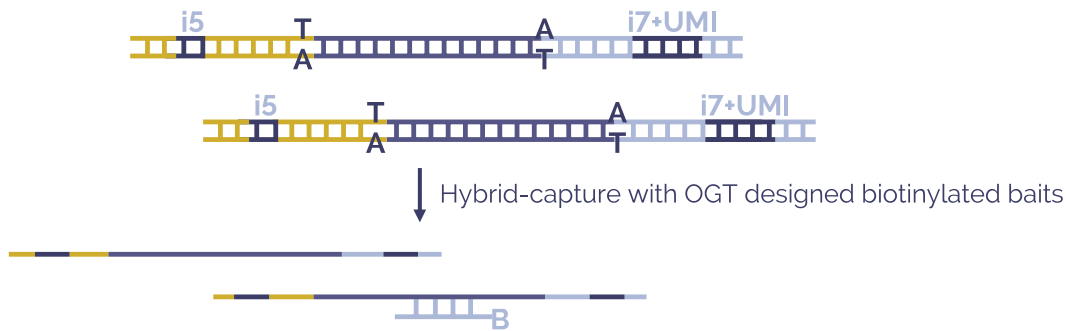 i5 T A i7+UMI
A T
i5 T A i7+UMI
A T
Hybrid-capture with OGT designed biotinylated baits
B